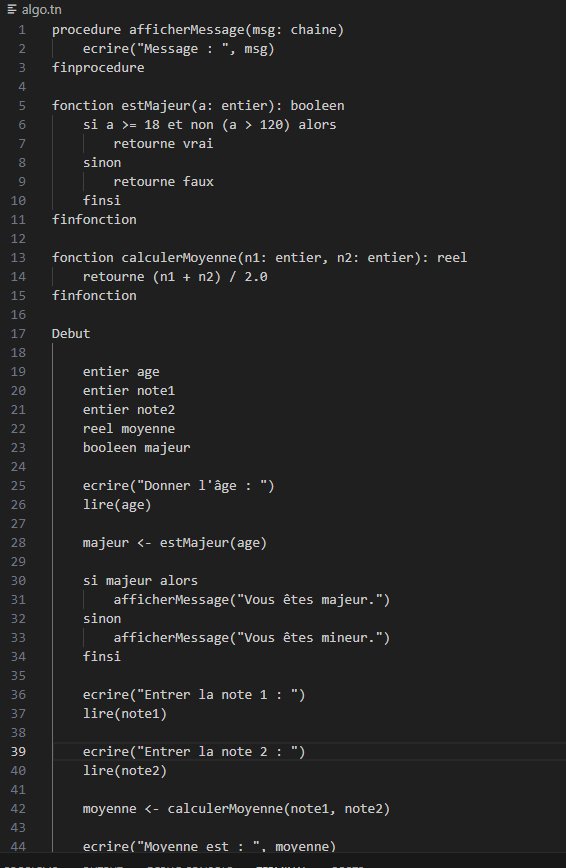 algo.tn
1 procedure afficherMessage(msg: chaine)
2     ecrire("Message : ", msg)
3 finprocedure
4
5 fonction estMajeur(a: entier): booleen
6     si a >= 18 et non (a > 120) alors
7         retourne vrai
8     sinon
9         retourne faux
10     finsi
11 finfonction
12
13 fonction calculerMoyenne(n1: entier, n2: entier): reel
14     retourne (n1 + n2) / 2.0
15 finfonction
16
17 Debut
18
19     entier age
20     entier note1
21     entier note2
22     reel moyenne
23     booleen majeur
24
25     ecrire("Donner l'âge : ")
26     lire(age)
27
28     majeur <- estMajeur(age)
29
30     si majeur alors
31         afficherMessage("Vous êtes majeur.")
32     sinon
33         afficherMessage("Vous êtes mineur.")
34     finsi
35
36     ecrire("Entrer la note 1 : ")
37     lire(note1)
38
39     ecrire("Entrer la note 2 : ")
40     lire(note2)
41
42     moyenne <- calculerMoyenne(note1, note2)
43
44     ecrire("Moyenne est : ", moyenne)